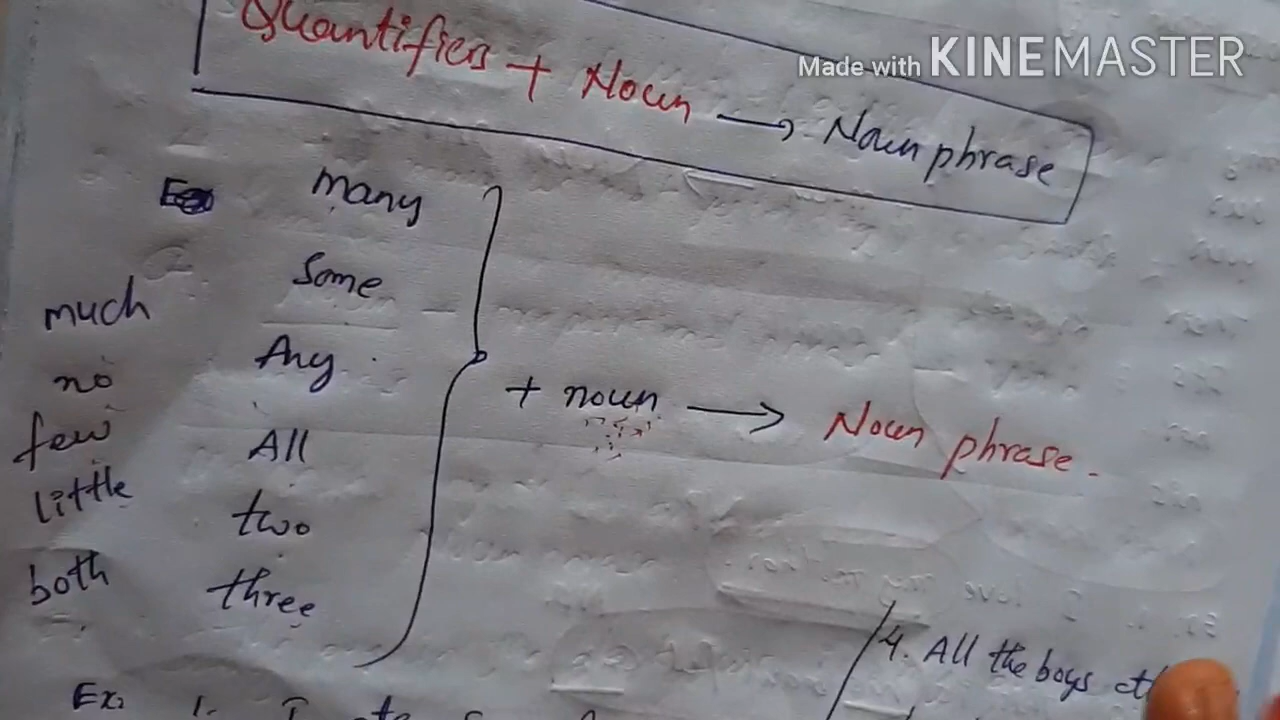 Made with KINEMASTER
Quantifiers + Noun → Noun phrase
many
Some
Any
All
two
three
much
no
few
little
both
+ noun → Noun phrase.
4. All the boys
Ex: 1. I